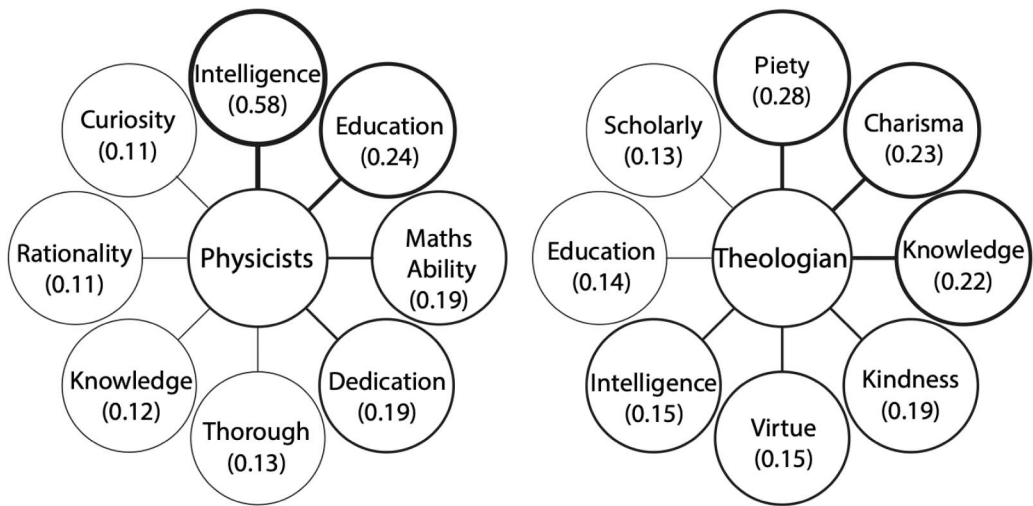 Intelligence
(0.58)
Education
(0.24)
Maths
Ability
(0.19)
Dedication
(0.19)
Thorough
(0.13)
Knowledge
(0.12)
Rationality
(0.11)
Curiosity
(0.11)
Physicists
Piety
(0.28)
Charisma
(0.23)
Knowledge
(0.22)
Kindness
(0.19)
Virtue
(0.15)
Intelligence
(0.15)
Education
(0.14)
Scholarly
(0.13)
Theologian